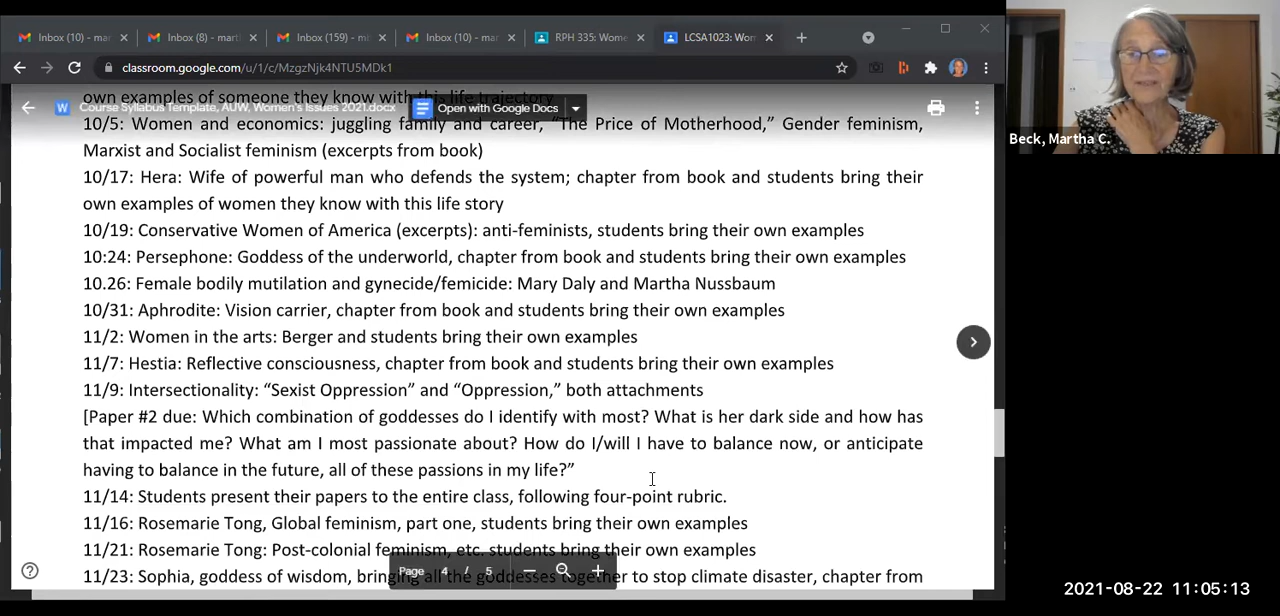 Inbox (10) - mar
Inbox (8) - mart
Inbox (159) - mi
Inbox (10) - mar
RPH 335: Wome
LCSA1023: Wom
classroom.google.com/u/1/c/MzgzNjk4NTU5MDk1
own examples of someone they know with this life trajectory
Course Syllabus Template, AUW, Women's Issues 2021.docx
Open with Google Docs
10/5: Women and economics: juggling family and career, “The Price of Motherhood,” Gender feminism,
Marxist and Socialist feminism (excerpts from book)
10/17: Hera: Wife of powerful man who defends the system; chapter from book and students bring their
own examples of women they know with this life story
10/19: Conservative Women of America (excerpts): anti-feminists, students bring their own examples
10:24: Persephone: Goddess of the underworld, chapter from book and students bring their own examples
10.26: Female bodily mutilation and gynecide/femicide: Mary Daly and Martha Nussbaum
10/31: Aphrodite: Vision carrier, chapter from book and students bring their own examples
11/2: Women in the arts: Berger and students bring their own examples
11/7: Hestia: Reflective consciousness, chapter from book and students bring their own examples
11/9: Intersectionality: “Sexist Oppression” and “Oppression,” both attachments
[Paper #2 due: Which combination of goddesses do I identify with most? What is her dark side and how has
that impacted me? What am I most passionate about? How do I/will I have to balance now, or anticipate
having to balance in the future, all of these passions in my life?”
11/14: Students present their papers to the entire class, following four-point rubric.
11/16: Rosemarie Tong, Global feminism, part one, students bring their own examples
11/21: Rosemarie Tong: Post-colonial feminism, etc. students bring their own examples
11/23: Sophia, goddess of wisdom, bringing all the goddesses together to stop climate disaster, chapter from
Page 4 / 5
Beck, Martha C.
2021-08-22 11:05:13